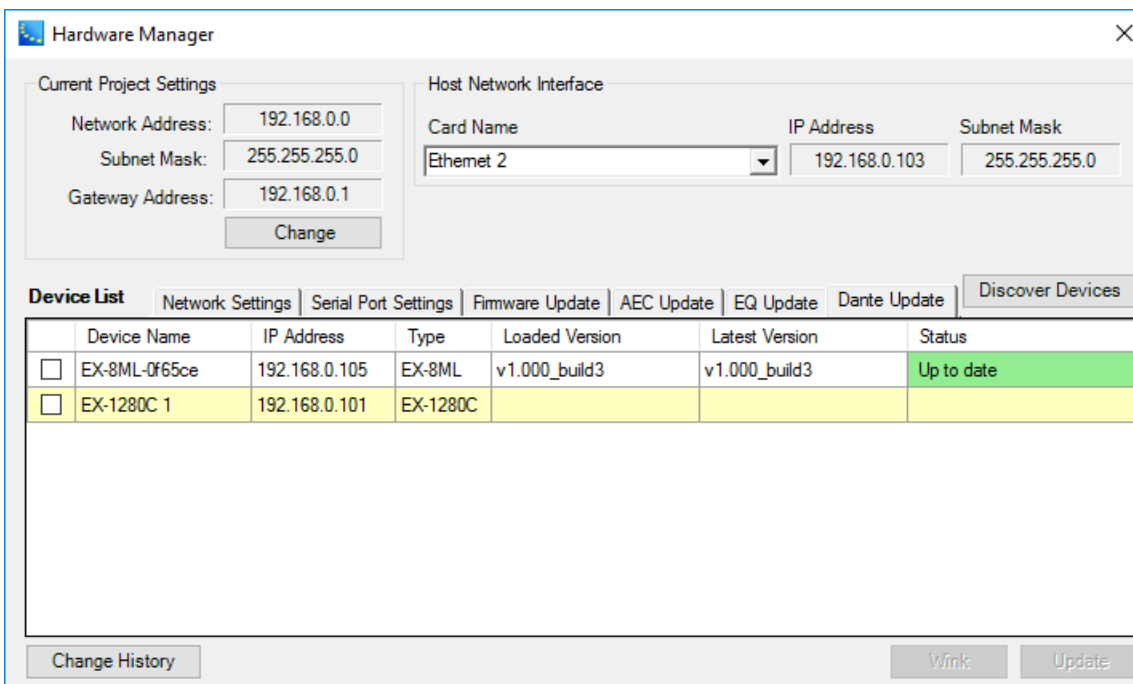 Hardware Manager
Current Project Settings
Network Address: 192.168.0.0
Subnet Mask: 255.255.255.0
Gateway Address: 192.168.0.1
Change
Host Network Interface
Card Name IP Address Subnet Mask
Ethernet 2 192.168.0.103 255.255.255.0
Device List Network Settings Serial Port Settings Firmware Update AEC Update EQ Update Dante Update Discover Devices
Device Name IP Address Type Loaded Version Latest Version Status
EX-8ML-0f65ce 192.168.0.105 EX-8ML v1.000_build3 v1.000_build3 Up to date
EX-1280C 1 192.168.0.101 EX-1280C
Change History Wink Update